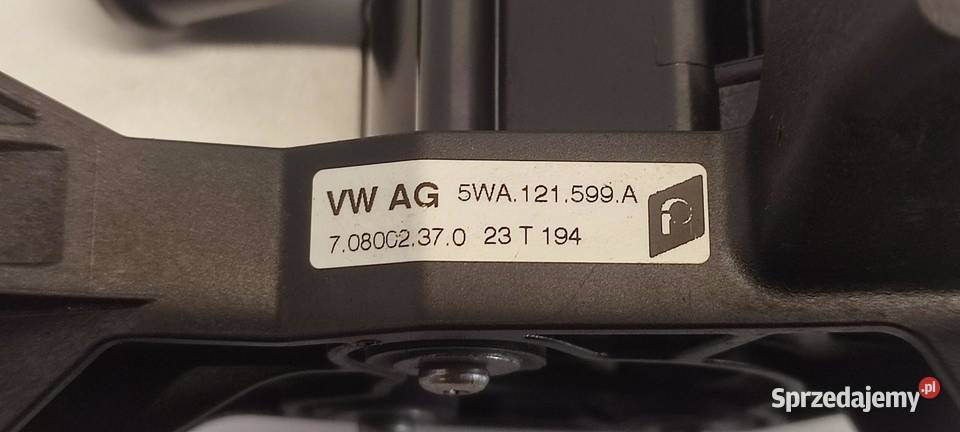 VW AG 5WA.121.599.A
7.08002.37.0 23 T 194
Sprzedajemy.pl